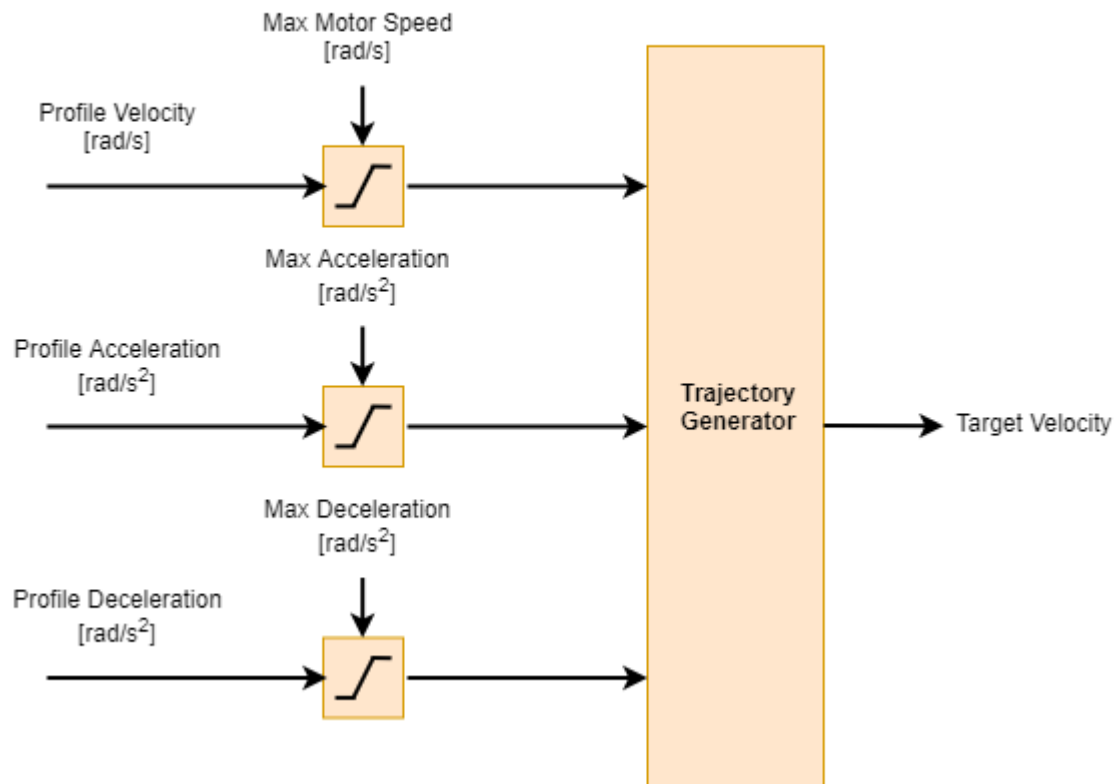 Max Motor Speed
[rad/s]
Profile Velocity
[rad/s]
Max Acceleration
[rad/s²]
Profile Acceleration
[rad/s²]
Trajectory
Generator
Target Velocity
Max Deceleration
[rad/s²]
Profile Deceleration
[rad/s²]